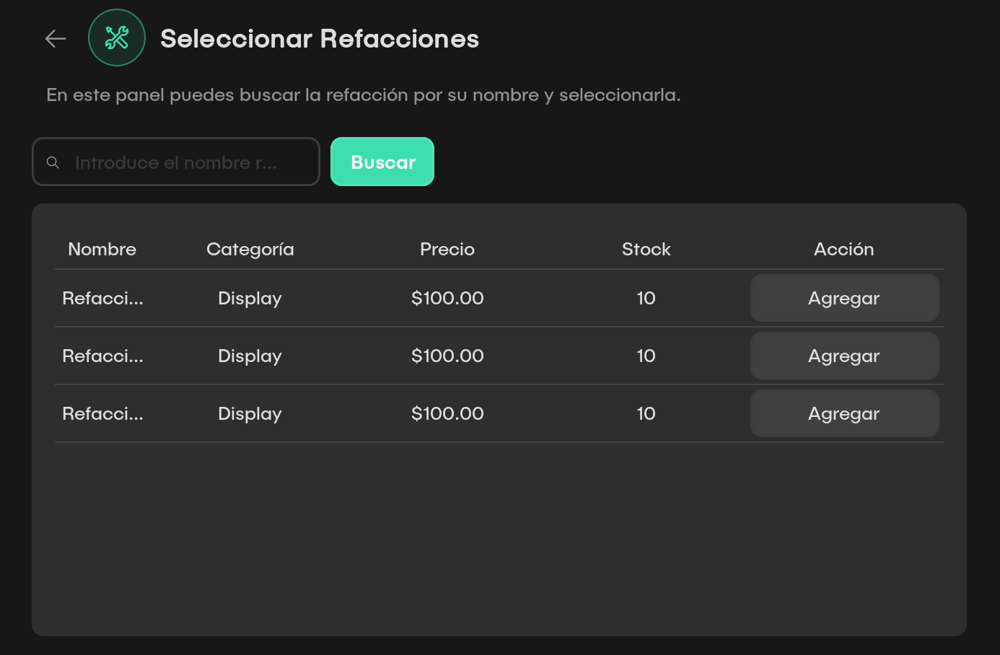 Seleccionar Refacciones
En este panel puedes buscar la refacción por su nombre y seleccionarla.
Introduce el nombre r... Buscar
Nombre Categoría Precio Stock Acción
Refacci... Display $100.00 10 Agregar
Refacci... Display $100.00 10 Agregar
Refacci... Display $100.00 10 Agregar